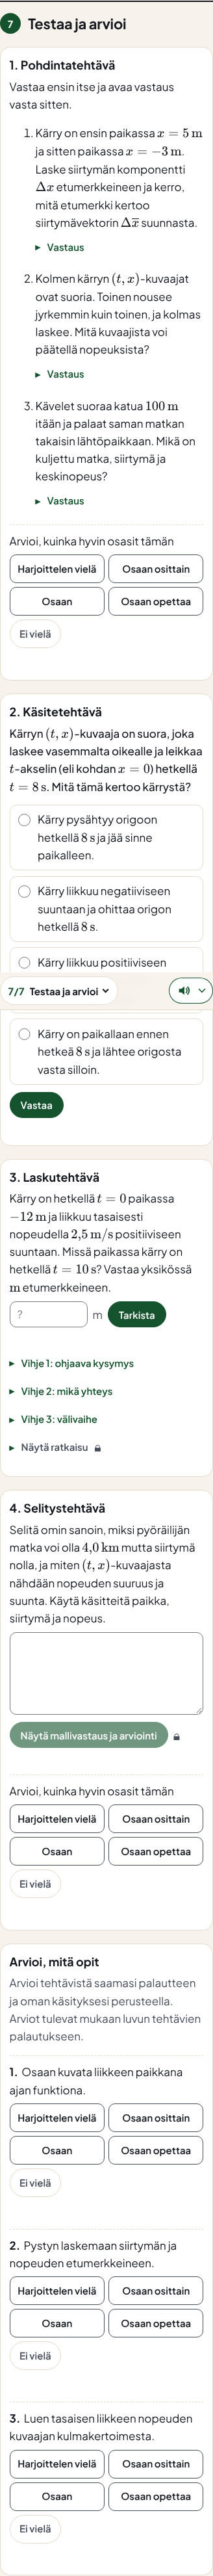 7 Testaa ja arvioi
1. Pohdintatehtävä
Vastaa ensin itse ja avaa vastaus
vasta sitten.
1. Kärry on ensin paikassa x = 5 m
ja sitten paikassa x = −3 m.
Laske siirtymän komponentti
Δx etumerkkeineen ja kerro,
mitä etumerkki kertoo
siirtymävektorin Δx̅ suunnasta.
▸ Vastaus
2. Kolmen kärryn (t, x)-kuvaajat
ovat suoria. Toinen nousee
jyrkemmin kuin toinen, ja kolmas
laskee. Mitä kuvaajista voi
päätellä nopeuksista?
▸ Vastaus
3. Kävelet suoraa katua 100 m
itään ja palaat saman matkan
takaisin lähtöpaikkaan. Mikä on
kuljettu matka, siirtymä ja
keskinopeus?
▸ Vastaus
Arvioi, kuinka hyvin osasit tämän
Harjoittelen vielä Osaan osittain
Osaan Osaan opettaa
Ei vielä
2. Käsitetehtävä
Kärryn (t, x)-kuvaaja on suora, joka
laskee vasemmalta oikealle ja leikkaa
t-akselin (eli kohdan x = 0) hetkellä
t = 8 s. Mitä tämä kertoo kärrystä?
Kärry pysähtyy origoon
hetkellä 8 s ja jää sinne
paikalleen.
Kärry liikkuu negatiiviseen
suuntaan ja ohittaa origon
hetkellä 8 s.
Kärry liikkuu positiiviseen
7/7 Testaa ja arvioi
Kärry on paikallaan ennen
hetkeä 8 s ja lähtee origosta
vasta silloin.
Vastaa
3. Laskutehtävä
Kärry on hetkellä t = 0 paikassa
−12 m ja liikkuu tasaisesti
nopeudella 2,5 m/s positiiviseen
suuntaan. Missä paikassa kärry on
hetkellä t = 10 s? Vastaa yksikössä
m etumerkkeineen.
? m Tarkista
▸ Vihje 1: ohjaava kysymys
▸ Vihje 2: mikä yhteys
▸ Vihje 3: välivaihe
▸ Näytä ratkaisu
4. Selitystehtävä
Selitä omin sanoin, miksi pyöräilijän
matka voi olla 4,0 km mutta siirtymä
nolla, ja miten (t, x)-kuvaajasta
nähdään nopeuden suuruus ja
suunta. Käytä käsitteitä paikka,
siirtymä ja nopeus.
Näytä mallivastaus ja arviointi
Arvioi, kuinka hyvin osasit tämän
Harjoittelen vielä Osaan osittain
Osaan Osaan opettaa
Ei vielä
Arvioi, mitä opit
Arvioi tehtävistä saamasi palautteen
ja oman käsityksesi perusteella.
Arviot tulevat mukaan luvun tehtävien
palautukseen.
1. Osaan kuvata liikkeen paikkana
ajan funktiona.
Harjoittelen vielä Osaan osittain
Osaan Osaan opettaa
Ei vielä
2. Pystyn laskemaan siirtymän ja
nopeuden etumerkkeineen.
Harjoittelen vielä Osaan osittain
Osaan Osaan opettaa
Ei vielä
3. Luen tasaisen liikkeen nopeuden
kuvaajan kulmakertoimesta.
Harjoittelen vielä Osaan osittain
Osaan Osaan opettaa
Ei vielä